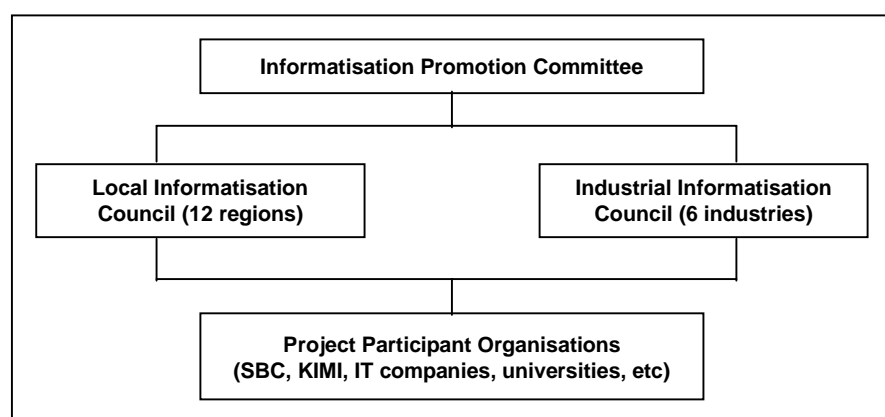 Informatisation Promotion Committee
Local Informatisation
Council (12 regions)
Industrial Informatisation
Council (6 industries)
Project Participant Organisations
(SBC, KIMI, IT companies, universities, etc)